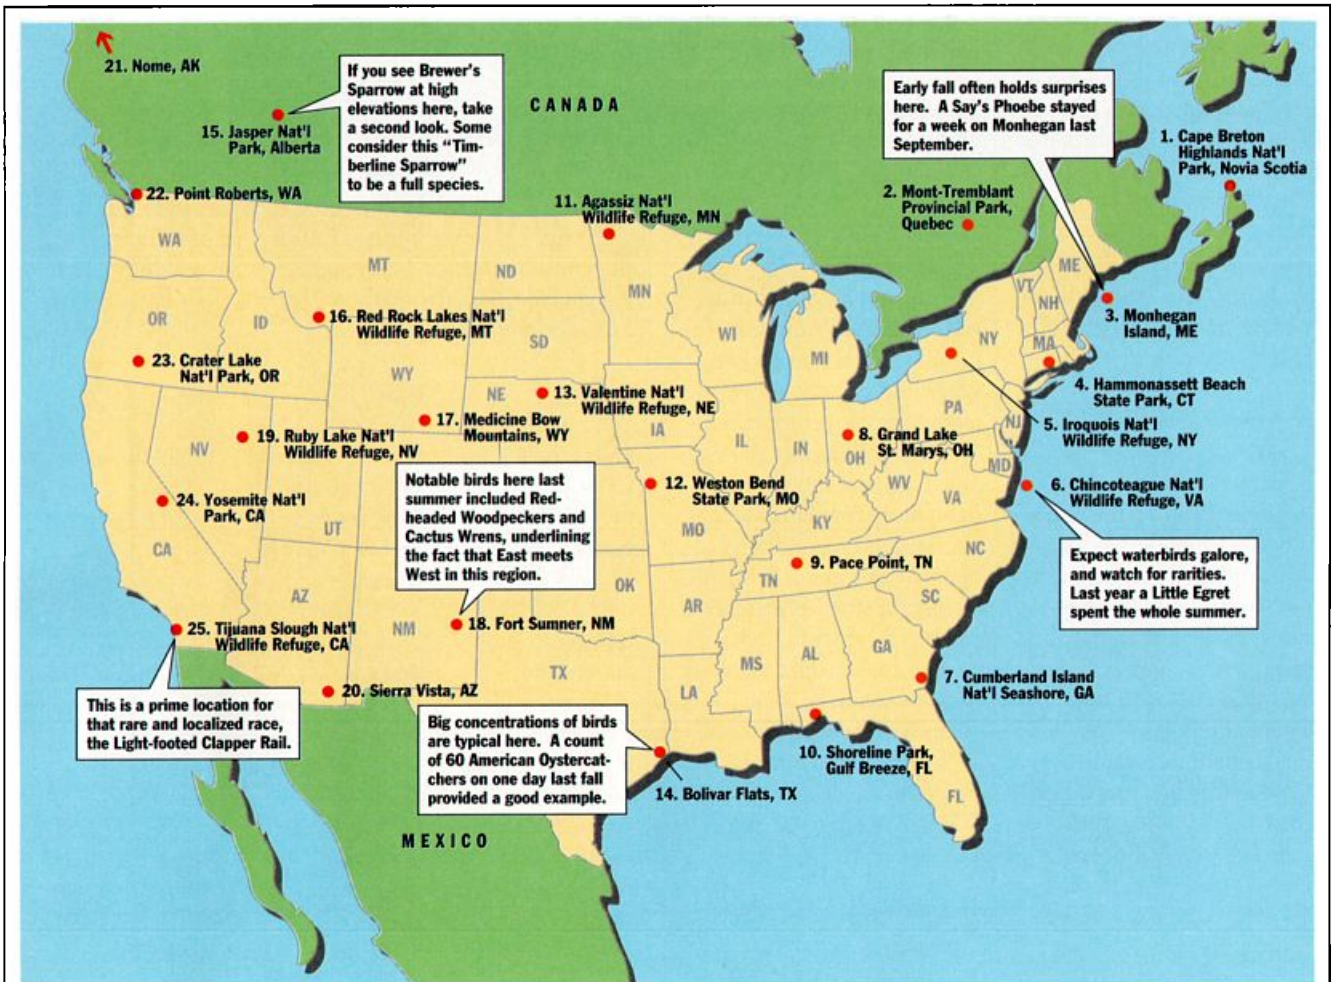 21. Nome, AK
If you see Brewer's
Sparrow at high
elevations here, take
a second look. Some
consider this "Tim-
berline Sparrow"
to be a full species.
CANADA
Early fall often holds surprises
here. A Say's Phoebe stayed
for a week on Monhegan last
September.
15. Jasper Nat'l
Park, Alberta
1. Cape Breton
Highlands Nat'l
Park, Novia Scotia
22. Point Roberts, WA
2. Mont-Tremblant
Provincial Park,
Quebec
11. Agassiz Nat'l
Wildlife Refuge, MN
WA
MT
ND
MN
ME
VT
NH
16. Red Rock Lakes Nat'l
Wildlife Refuge, MT
3. Monhegan
Island, ME
OR
ID
SD
WI
MI
NY
MA
23. Crater Lake
Nat'l Park, OR
WY
NE
13. Valentine Nat'l
Wildlife Refuge, NE
4. Hammonassett Beach
State Park, CT
PA
NJ
17. Medicine Bow
Mountains, WY
IA
5. Iroquois Nat'l
Wildlife Refuge, NY
NV
19. Ruby Lake Nat'l
Wildlife Refuge, NV
IL
IN
OH
8. Grand Lake
St. Marys, OH
MD
WV
VA
Notable birds here last
summer included Red-
headed Woodpeckers and
Cactus Wrens, underlining
the fact that East meets
West in this region.
12. Weston Bend
State Park, MO
6. Chincoteague Nat'l
Wildlife Refuge, VA
24. Yosemite Nat'l
Park, CA
UT
MO
KY
CA
NC
Expect waterbirds galore,
and watch for rarities.
Last year a Little Egret
spent the whole summer.
9. Pace Point, TN
TN
AZ
OK
AR
SC
25. Tijuana Slough Nat'l
Wildlife Refuge, CA
NM
18. Fort Sumner, NM
MS
AL
GA
TX
LA
7. Cumberland Island
Nat'l Seashore, GA
20. Sierra Vista, AZ
This is a prime location for
that rare and localized race,
the Light-footed Clapper Rail.
Big concentrations of birds
are typical here. A count
of 60 American Oystercat-
chers on one day last fall
provided a good example.
10. Shoreline Park,
Gulf Breeze, FL
14. Bolivar Flats, TX
FL
MEXICO